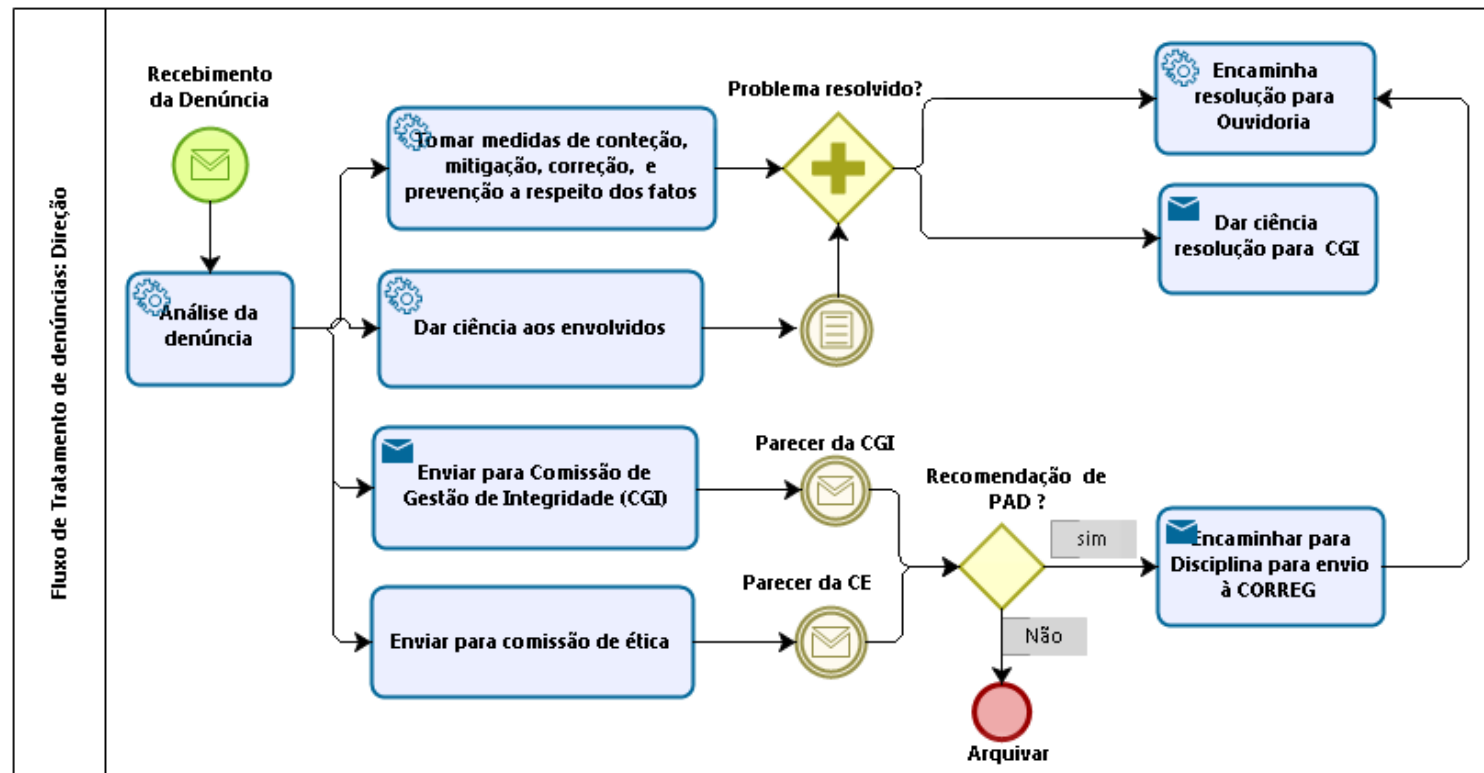 Fluxo de Tratamento de denúncias: Direção
Recebimento
da Denúncia
Análise da
denúncia
Tomar medidas de conteção,
mitigação, correção, e
prevenção a respeito dos fatos
Dar ciência aos envolvidos
Enviar para Comissão de
Gestão de Integridade (CGI)
Enviar para comissão de ética
Problema resolvido?
Parecer da CGI
Parecer da CE
Recomendação de
PAD ?
sim
Não
Arquivar
Encaminha
resolução para
Ouvidoria
Dar ciência
resolução para CGI
Encaminhar para
Disciplina para envio
à CORREG